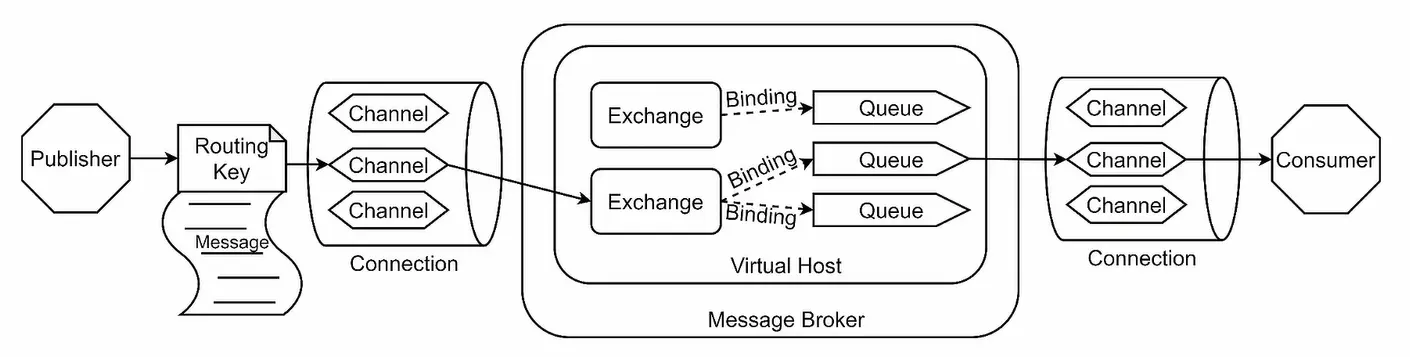 Publisher
Routing
Key
Message
Channel
Channel
Channel
Connection
Exchange
Binding
Queue
Exchange
Binding
Queue
Binding
Queue
Virtual Host
Message Broker
Channel
Channel
Channel
Connection
Consumer